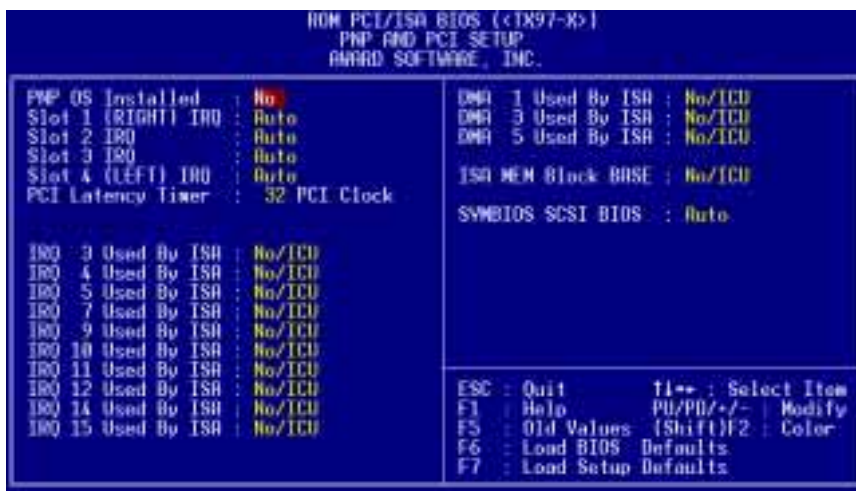 ROM PCI/ISA BIOS (<TX97-X>)
PNP AND PCI SETUP
AWARD SOFTWARE, INC.
PNP OS Installed : No
Slot 1 (RIGHT) IRQ : Auto
Slot 2 IRQ : Auto
Slot 3 IRQ : Auto
Slot 4 (LEFT) IRQ : Auto
PCI Latency Timer : 32 PCI Clock
IRQ 3 Used By ISA : No/ICU
IRQ 4 Used By ISA : No/ICU
IRQ 5 Used By ISA : No/ICU
IRQ 7 Used By ISA : No/ICU
IRQ 9 Used By ISA : No/ICU
IRQ 10 Used By ISA : No/ICU
IRQ 11 Used By ISA : No/ICU
IRQ 12 Used By ISA : No/ICU
IRQ 14 Used By ISA : No/ICU
IRQ 15 Used By ISA : No/ICU
DMA 1 Used By ISA : No/ICU
DMA 3 Used By ISA : No/ICU
DMA 5 Used By ISA : No/ICU
ISA MEM Block BASE : No/ICU
SYMBIOS SCSI BIOS : Auto
ESC : Quit ↑↓→← : Select Item
F1 : Help PU/PD/+/- : Modify
F5 : Old Values (Shift)F2 : Color
F6 : Load BIOS Defaults
F7 : Load Setup Defaults